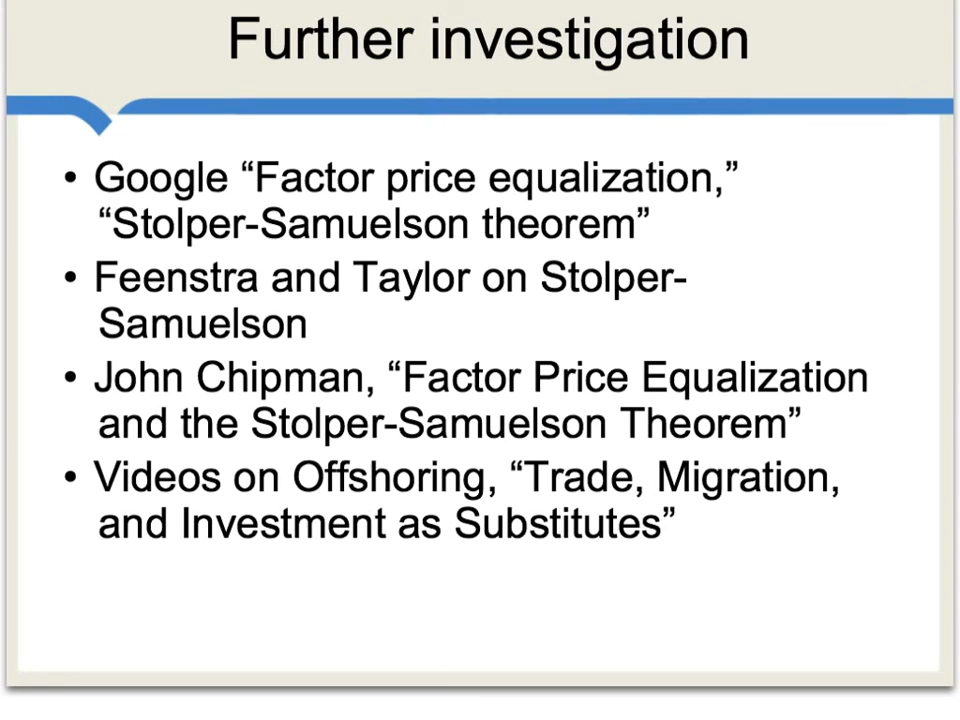 Further investigation
• Google “Factor price equalization,”
“Stolper-Samuelson theorem”
• Feenstra and Taylor on Stolper-
Samuelson
• John Chipman, “Factor Price Equalization
and the Stolper-Samuelson Theorem”
• Videos on Offshoring, “Trade, Migration,
and Investment as Substitutes”